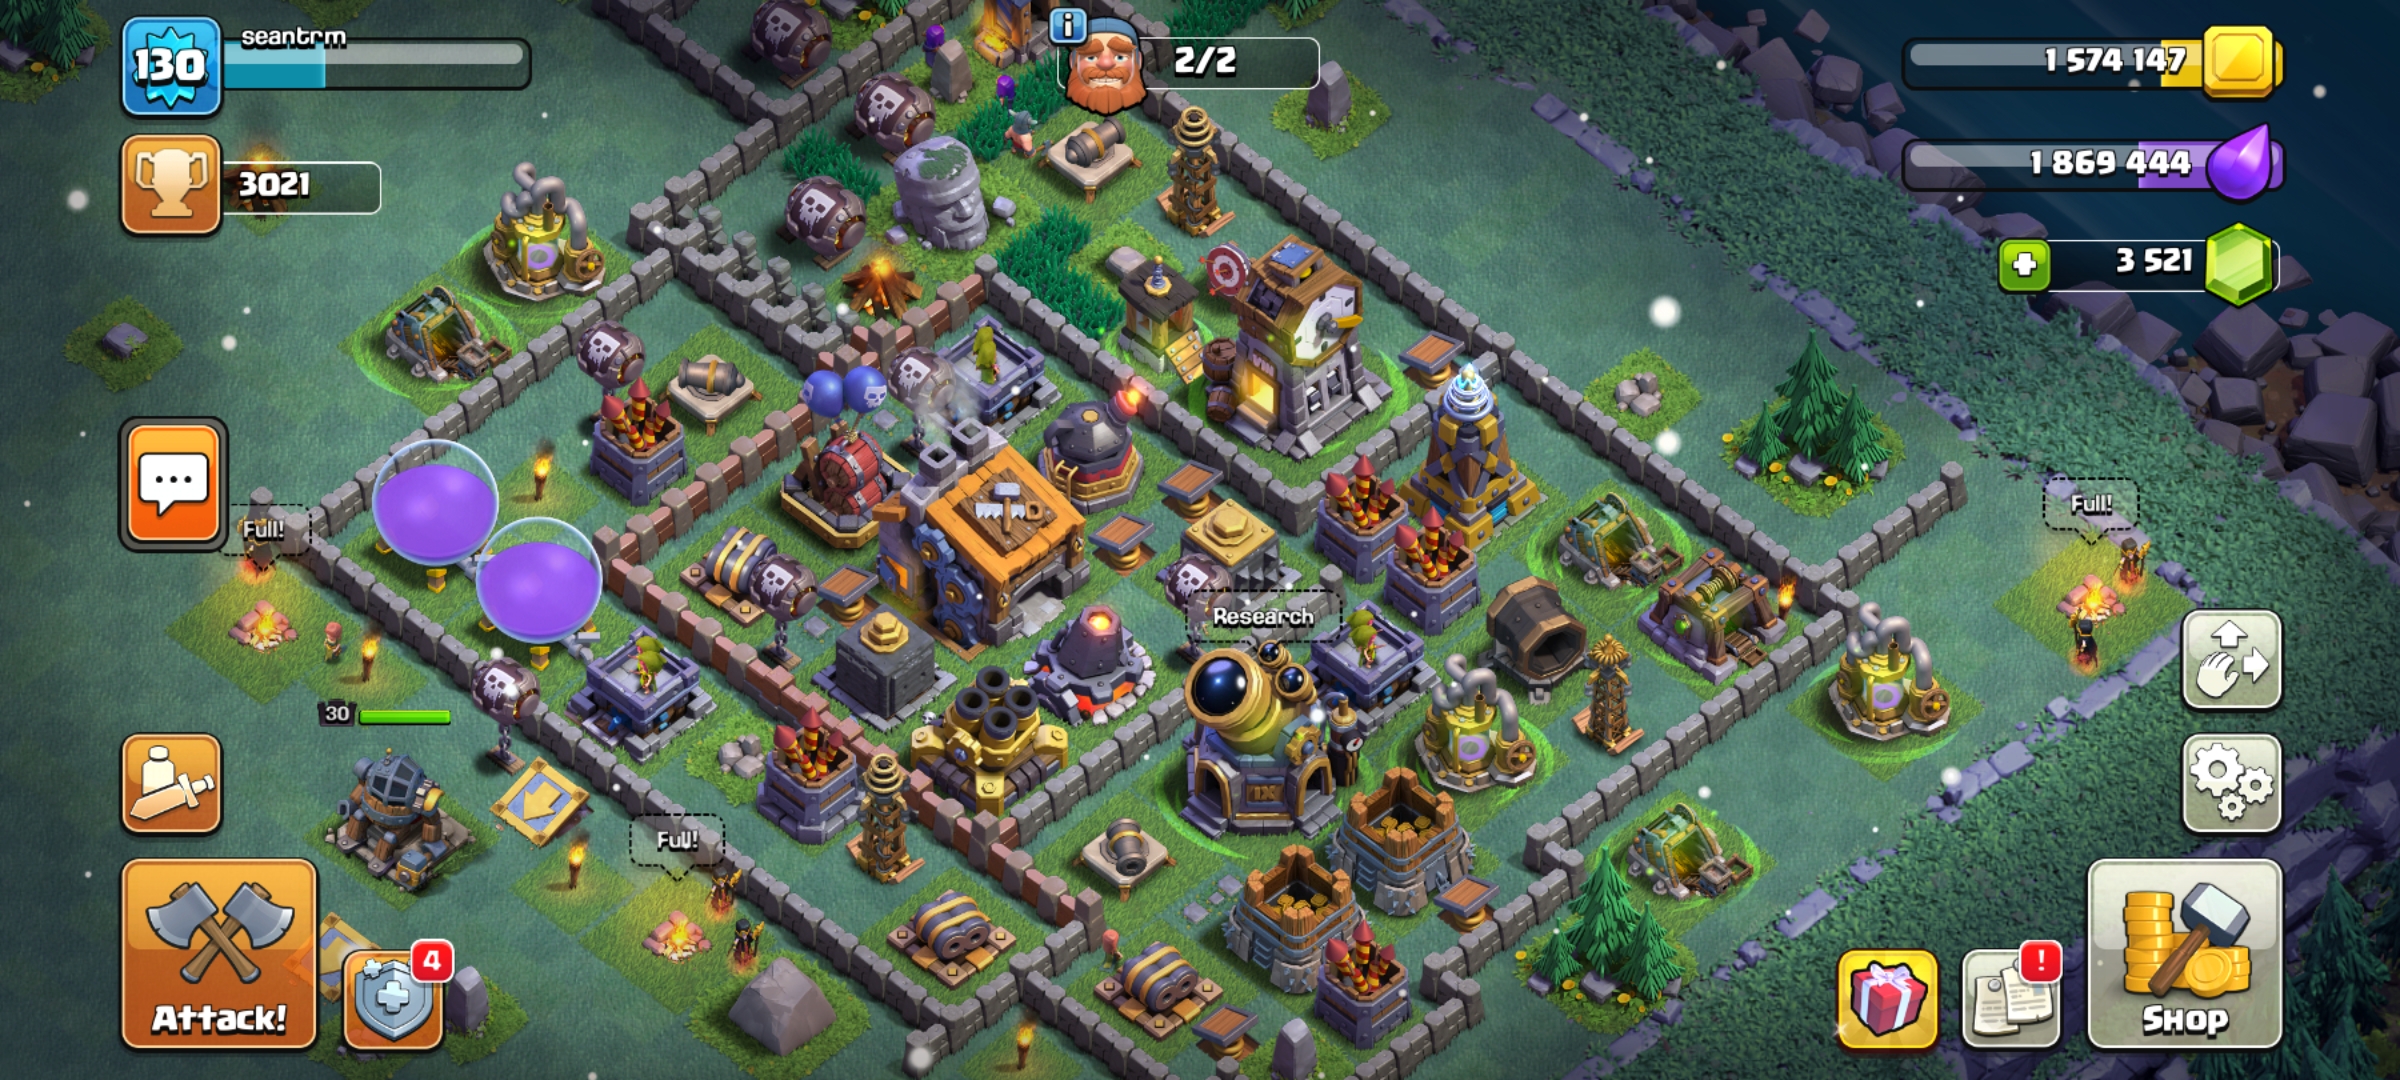 130
seantrm
2/2
1 574 147
3021
1 869 444
3 521
Full!
Full!
Research
30
Full!
4
Attack!
!
Shop